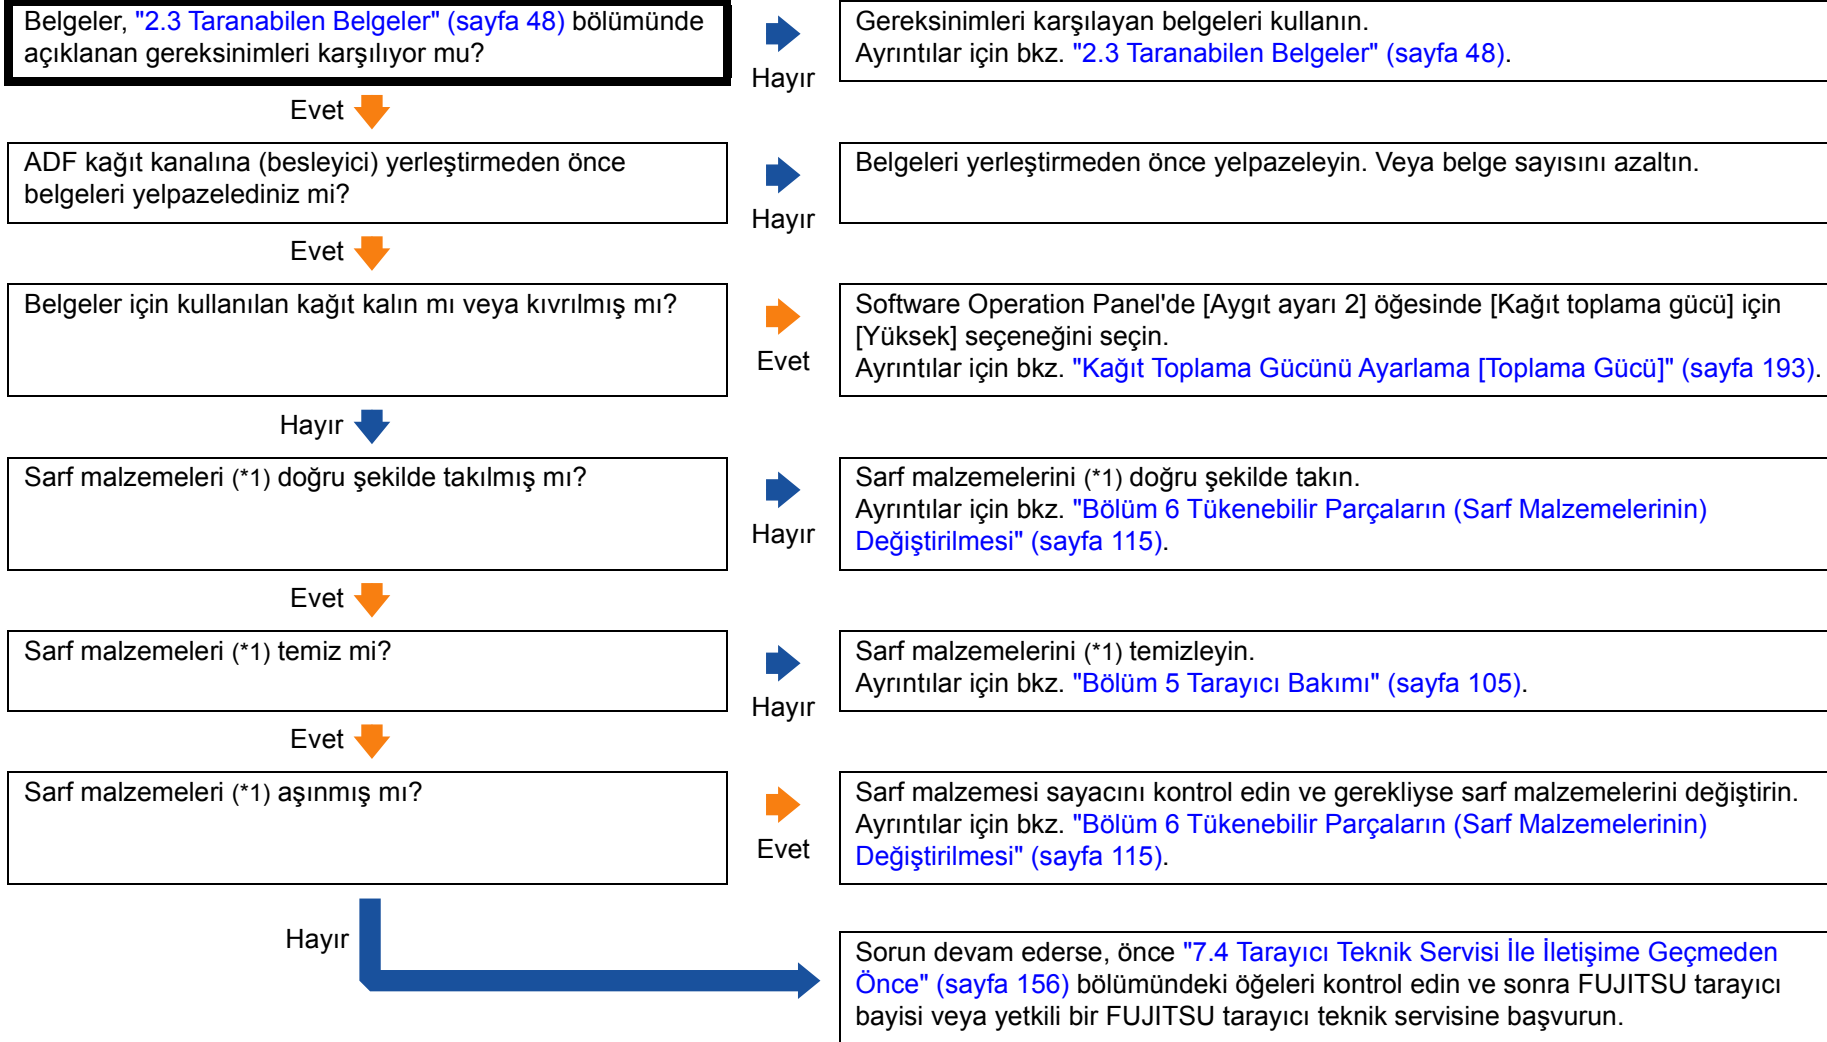 Belgeler, "2.3 Taranabilen Belgeler" (sayfa 48) bölümünde
açıklanan gereksinimleri karşılıyor mu?
Hayır
Gereksinimleri karşılayan belgeleri kullanın.
Ayrıntılar için bkz. "2.3 Taranabilen Belgeler" (sayfa 48).
Evet
ADF kağıt kanalına (besleyici) yerleştirmeden önce
belgeleri yelpazelediniz mi?
Hayır
Belgeleri yerleştirmeden önce yelpazeleyin. Veya belge sayısını azaltın.
Evet
Belgeler için kullanılan kağıt kalın mı veya kıvrılmış mı?
Evet
Software Operation Panel'de [Aygıt ayarı 2] öğesinde [Kağıt toplama gücü] için
[Yüksek] seçeneğini seçin.
Ayrıntılar için bkz. "Kağıt Toplama Gücünü Ayarlama [Toplama Gücü]" (sayfa 193).
Hayır
Sarf malzemeleri (*1) doğru şekilde takılmış mı?
Hayır
Sarf malzemelerini (*1) doğru şekilde takın.
Ayrıntılar için bkz. "Bölüm 6 Tükenebilir Parçaların (Sarf Malzemelerinin)
Değiştirilmesi" (sayfa 115).
Evet
Sarf malzemeleri (*1) temiz mi?
Hayır
Sarf malzemelerini (*1) temizleyin.
Ayrıntılar için bkz. "Bölüm 5 Tarayıcı Bakımı" (sayfa 105).
Evet
Sarf malzemeleri (*1) aşınmış mı?
Evet
Sarf malzemesi sayacını kontrol edin ve gerekliyse sarf malzemelerini değiştirin.
Ayrıntılar için bkz. "Bölüm 6 Tükenebilir Parçaların (Sarf Malzemelerinin)
Değiştirilmesi" (sayfa 115).
Hayır
Sorun devam ederse, önce "7.4 Tarayıcı Teknik Servisi İle İletişime Geçmeden
Önce" (sayfa 156) bölümündeki öğeleri kontrol edin ve sonra FUJITSU tarayıcı
bayisi veya yetkili bir FUJITSU tarayıcı teknik servisine başvurun.